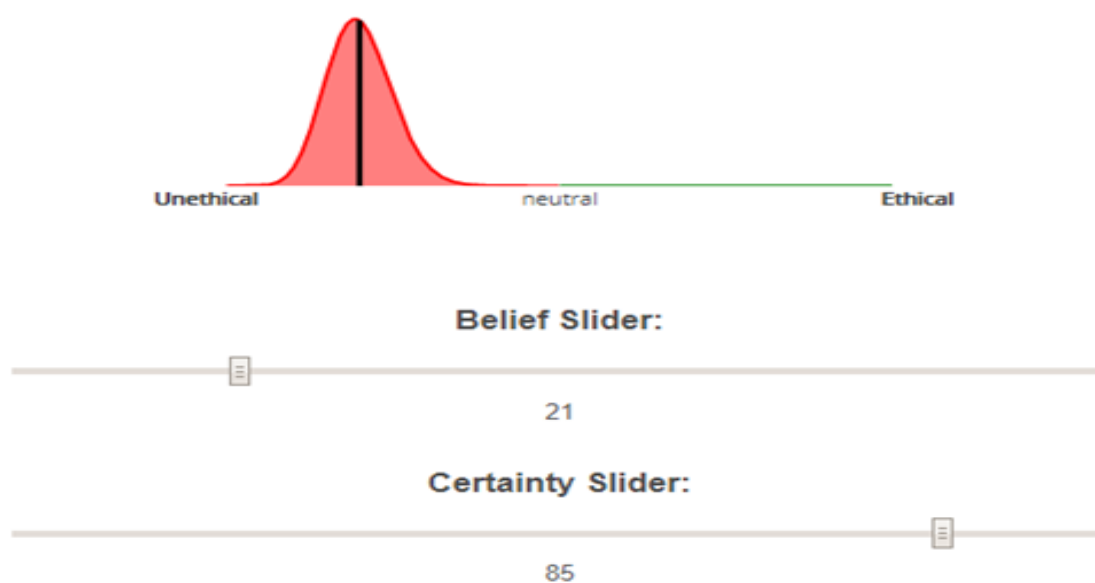 Unethical neutral Ethical
Belief Slider:
21
Certainty Slider:
85